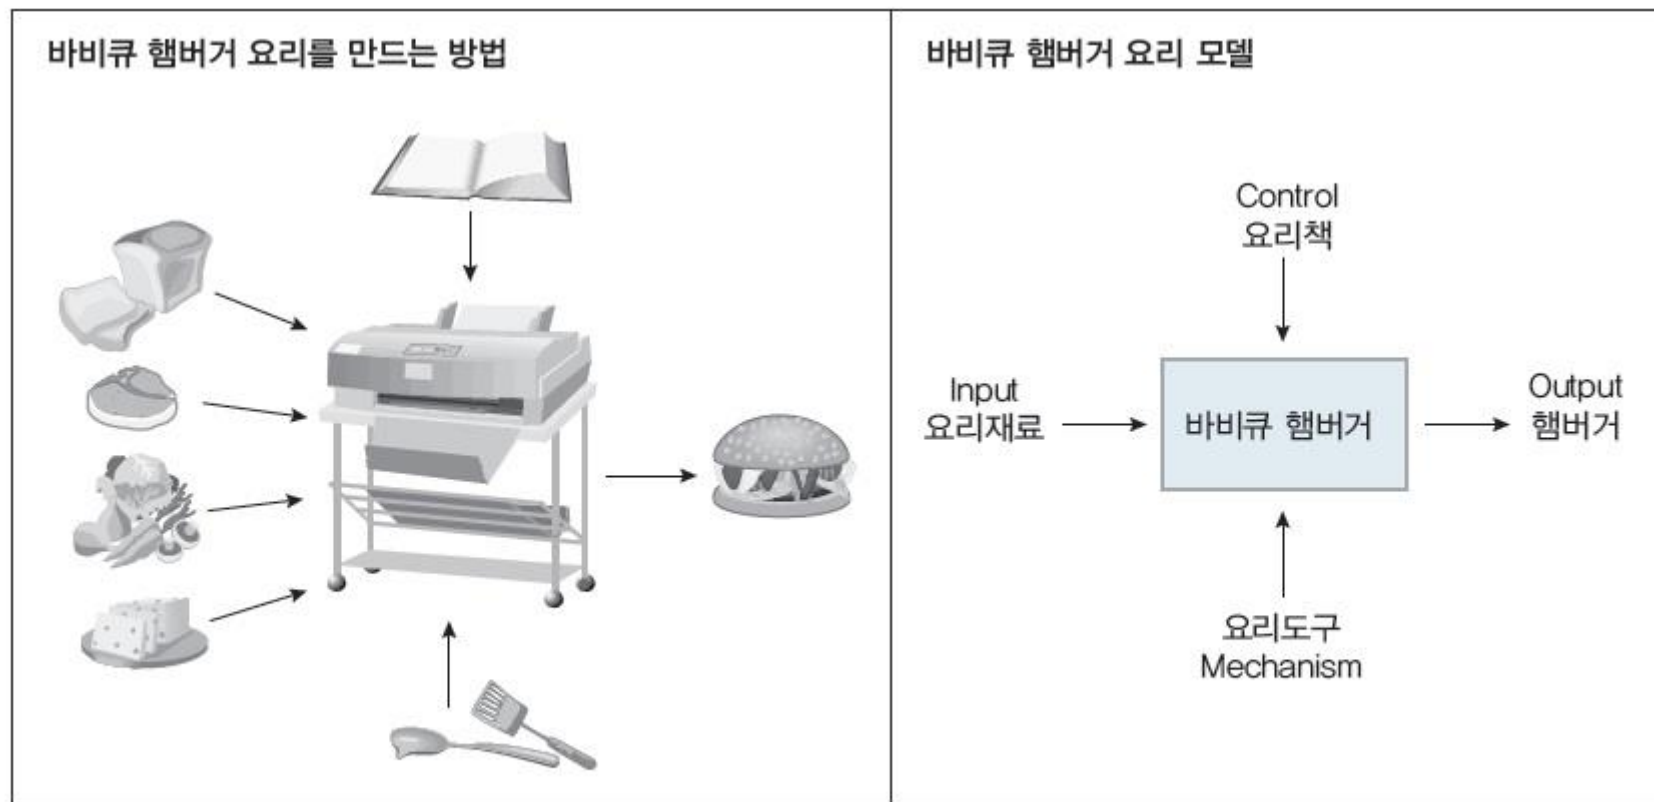 바비큐 햄버거 요리를 만드는 방법
바비큐 햄버거 요리 모델
Control
요리책
Input
요리재료
바비큐 햄버거
Output
햄버거
요리도구
Mechanism